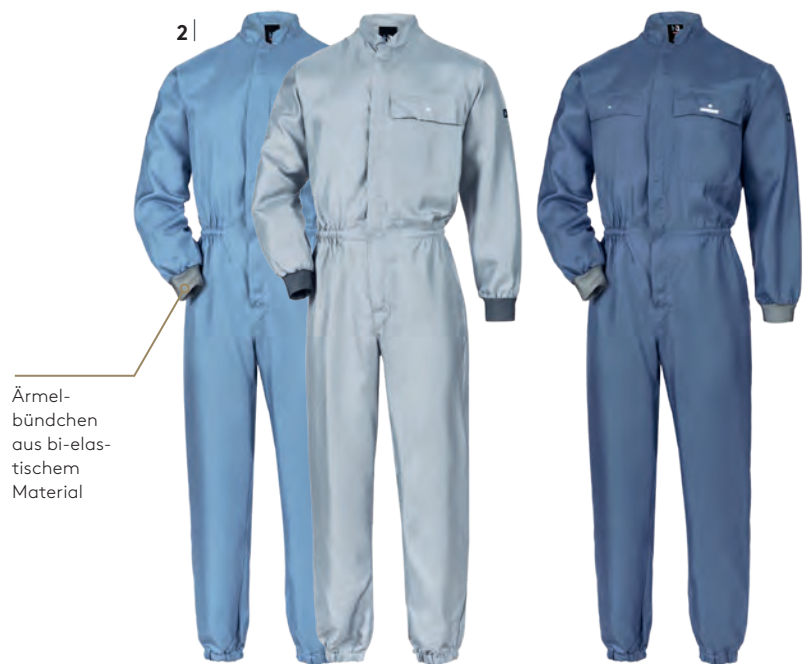 2
Ärmel-
bündchen
aus bi-elas-
tischem
Material